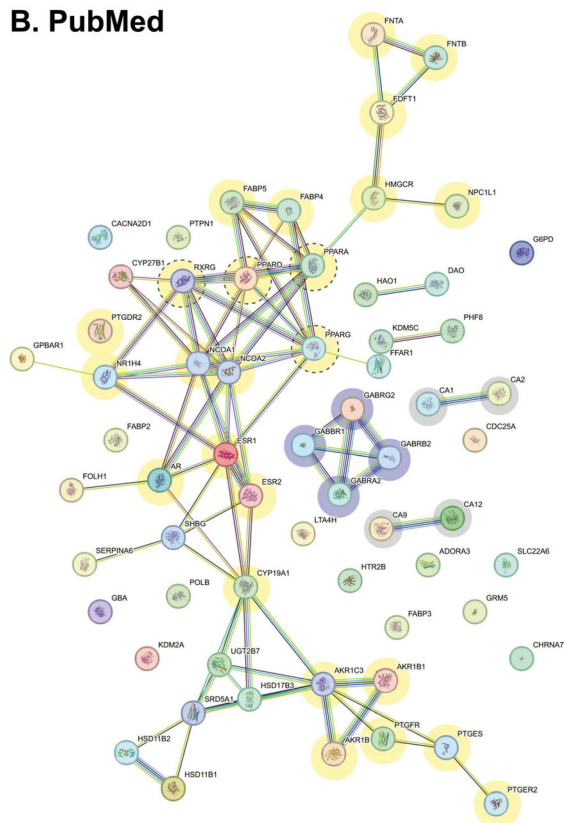 B. PubMed
FNTA
FNTB
FDFT1
HMGCR
NPC1L1
FABP5
FABP4
CACNA2D1
PTPN1
G6PD
CYP27B1
RXRG
PPARD
PPARA
HAO1
DAO
PTGDR2
KDM5C
PHF8
PPARG
FFAR1
GPBAR1
NR1H4
NCOA1
NCOA2
CA1
CA2
GABRG2
FABP2
ESR1
GABBR1
GABRB2
CDC25A
GABRA2
FOLH1
AR
ESR2
CA9
CA12
LTA4H
SHBG
SERPINA6
ADORA3
SLC22A6
CYP19A1
HTR2B
GBA
POLB
GRM5
FABP3
KDM2A
UGT2B7
CHRNA7
HSD17B3
AKR1C3
AKR1B1
SRD5A1
HSD11B2
AKR1B
PTGFR
PTGES
HSD11B1
PTGER2